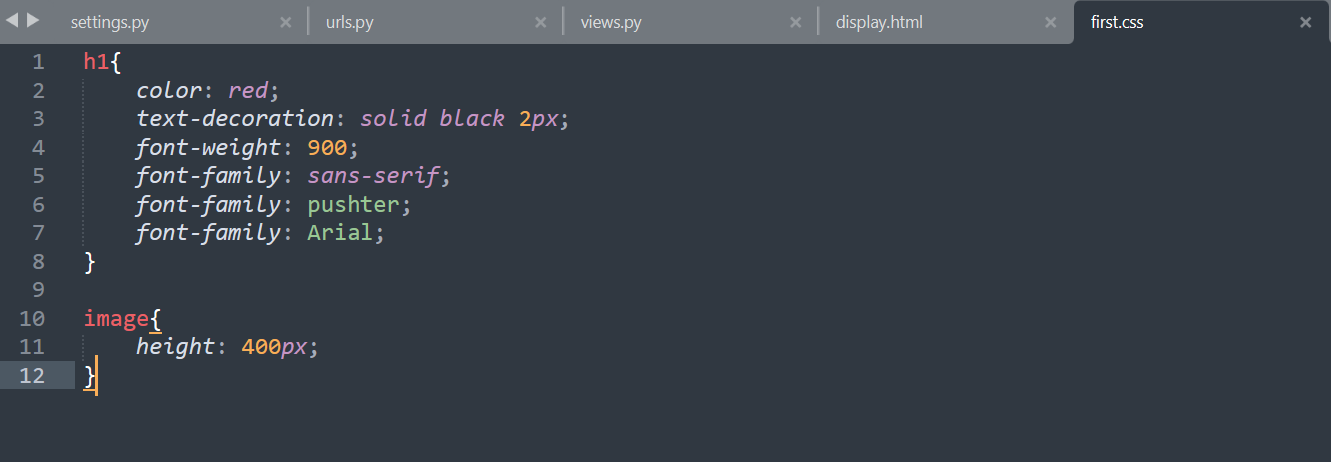 settings.py × urls.py × views.py × display.html × first.css ×
1 h1{
2 color: red;
3 text-decoration: solid black 2px;
4 font-weight: 900;
5 font-family: sans-serif;
6 font-family: pushter;
7 font-family: Arial;
8 }
9
10 image{
11 height: 400px;
12 }